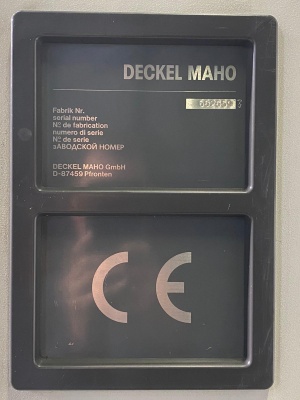 DECKEL MAHO
Fabrik Nr.
serial number
No de fabrication
numero di serie
No de serie
зАВОДСКОЙ НОМЕР
DECKEL MAHO GmbH
D-87459 Pfronten
CE